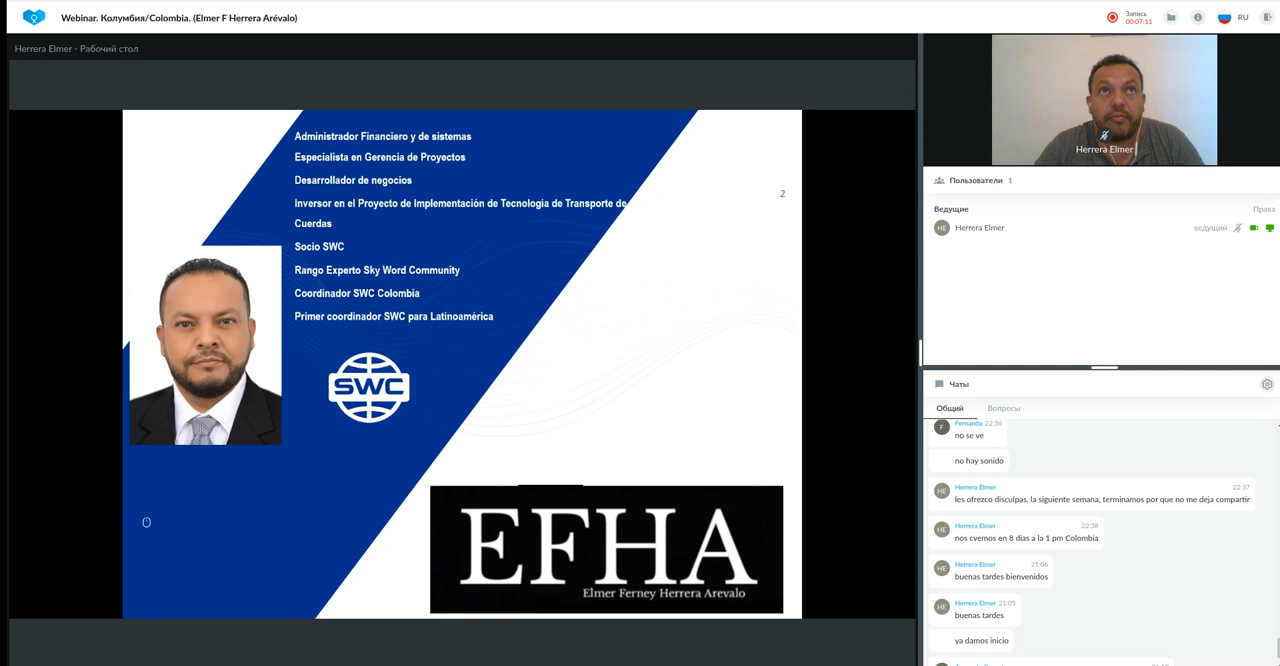 Webinar. Колумбия/Colombia. (Elmer F Herrera Arévalo)
Запись
00:07:11
RU
Herrera Elmer - Рабочий стол
Administrador Financiero y de sistemas
Especialista en Gerencia de Proyectos
Desarrollador de negocios
Inversor en el Proyecto de Implementación de Tecnologia de Transporte de
Cuerdas
Socio SWC
Rango Experto Sky Word Community
Coordinador SWC Colombia
Primer coordinador SWC para Latinoamérica
2
SWC
EFHA
Elmer Ferney Herrera Arevalo
Herrera Elmer
Пользователи 1
Ведущие
Права
HE
Herrera Elmer
ведущий
Чаты
Общий
Вопросы
F
Fernanda 22:36
no se ve
no hay sonido
HE
Herrera Elmer
22:37
les ofrezco disculpas, la siguiente semana, terminamos por que no me deja compartir
HE
Herrera Elmer
22:38
nos cvemos en 8 dias a la 1 pm Colombia
HE
Herrera Elmer
21:06
buenas tardes bienvenidos
HE
Herrera Elmer 21:05
buenas tardes
ya damos inicio